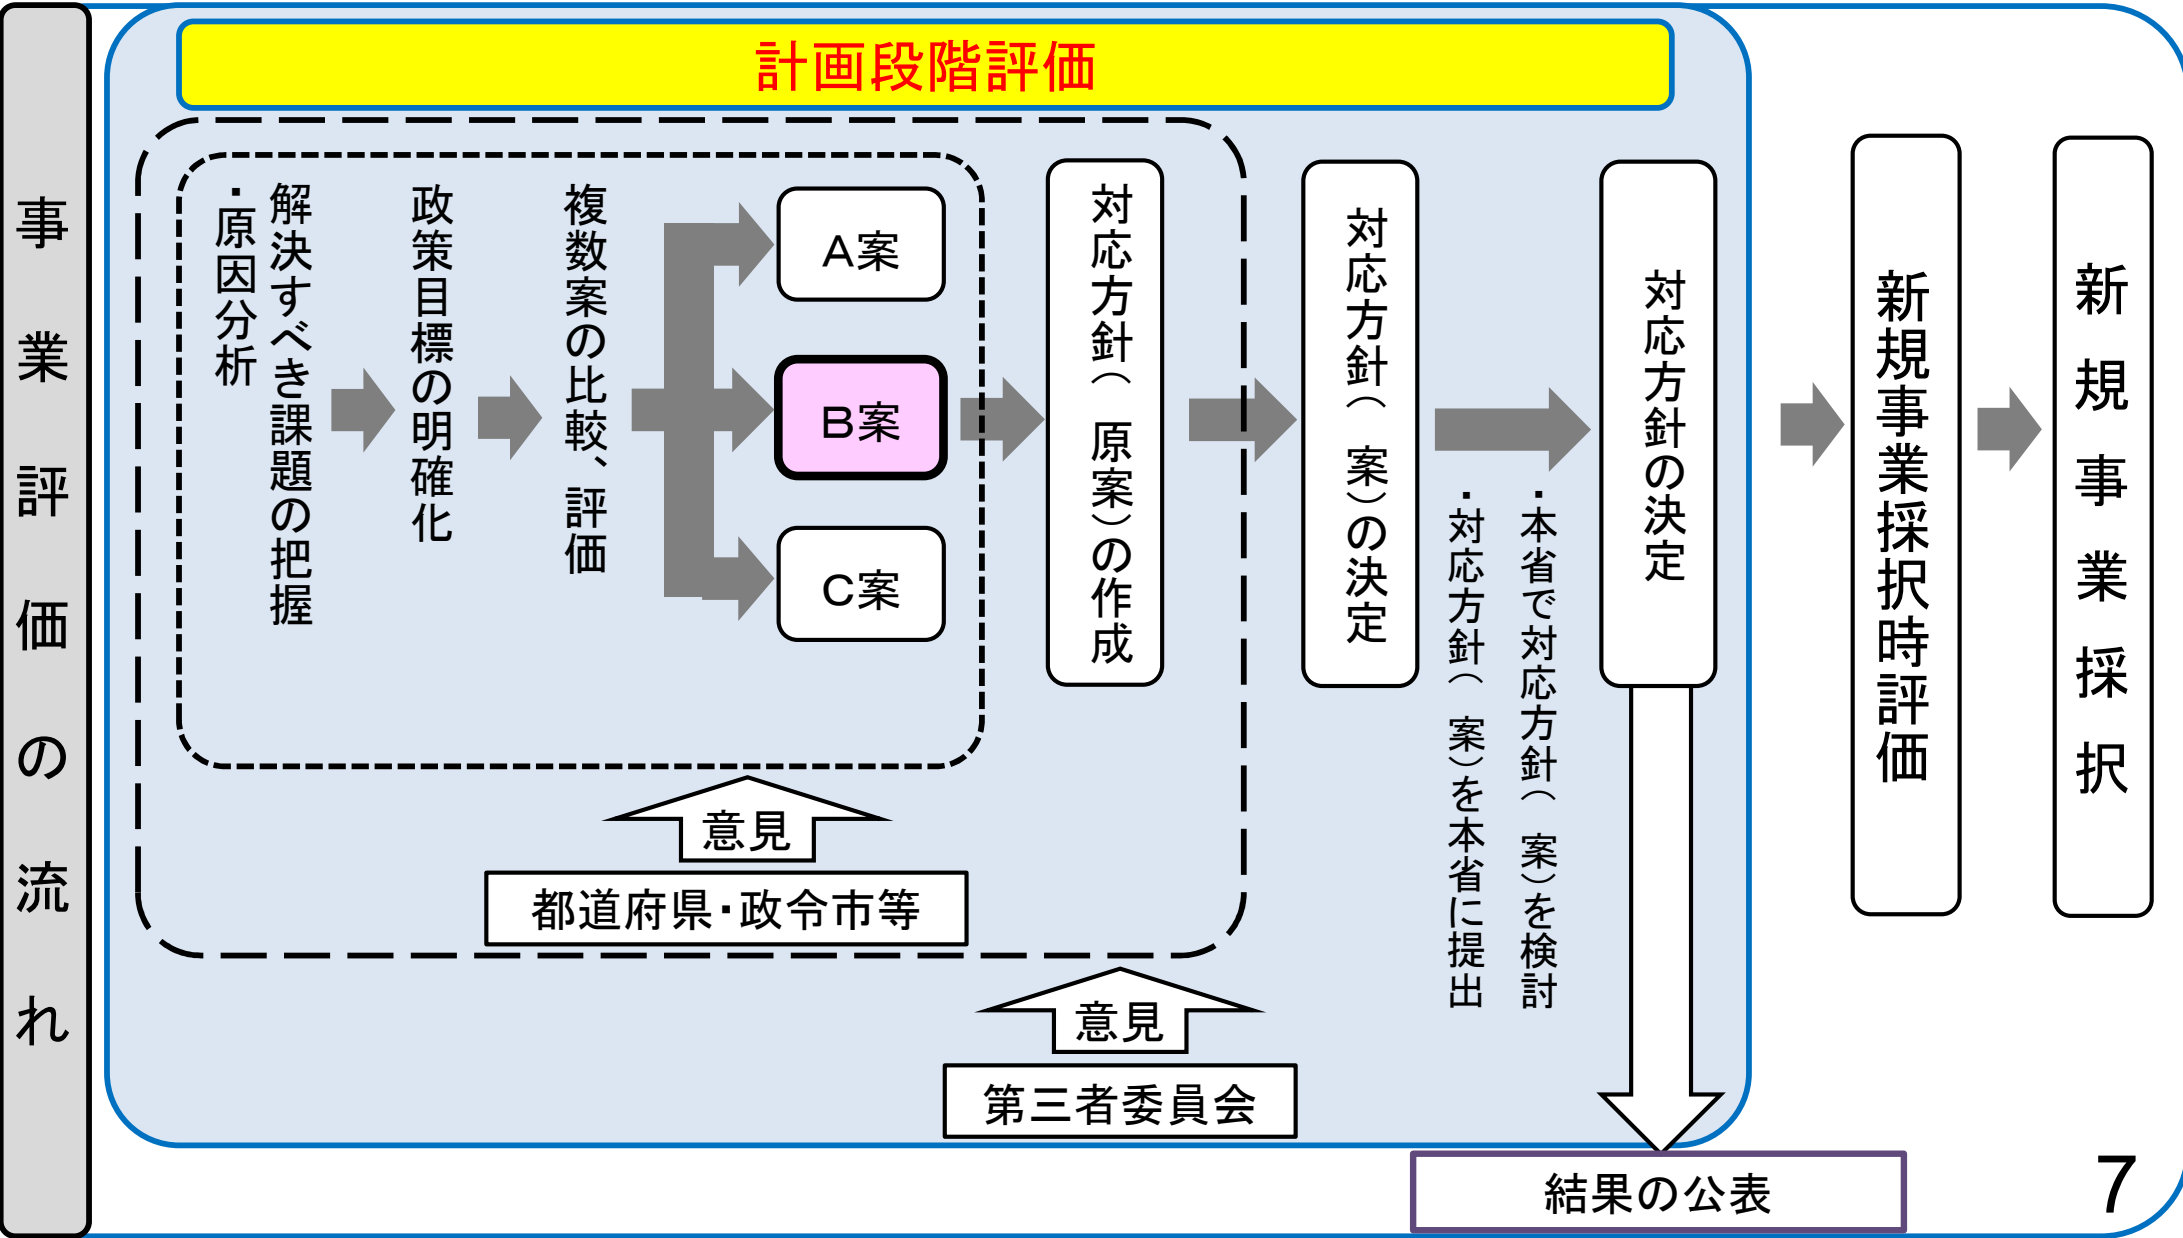 事業評価の流れ
計画段階評価
解決すべき課題の把握
・原因分析
政策目標の明確化
複数案の比較、評価
A案
B案
C案
対応方針（原案）の作成
対応方針（案）の決定
・本省で対応方針（案）を検討
・対応方針（案）を本省に提出
対応方針の決定
新規事業採択時評価
新規事業採択
意見
都道府県・政令市等
意見
第三者委員会
結果の公表
7